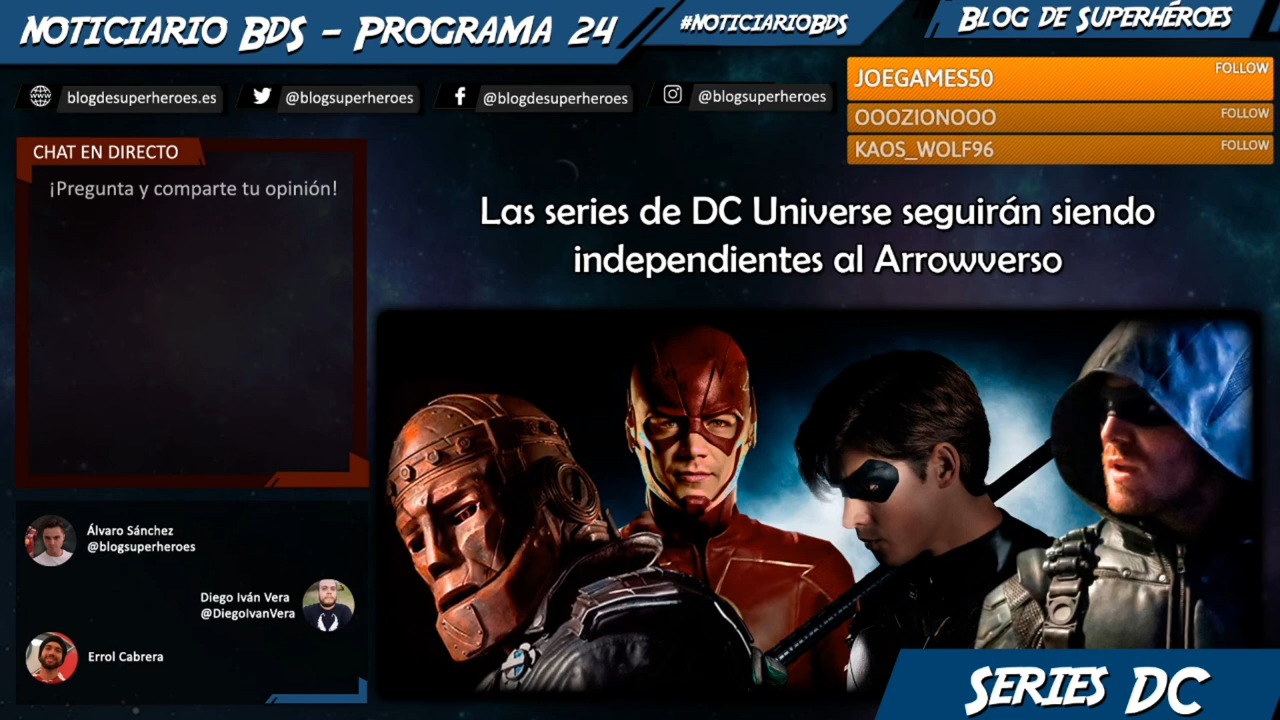 NOTICIARIO BDS - PROGRAMA 24
#NOTICIARIOBDS
BLOG DE SUPERHÉROES
blogdesuperheroes.es
@blogsuperheroes
@blogdesuperheroes
@blogsuperheroes
JOEGAMES50
FOLLOW
OOOZIONOOO
FOLLOW
KAOS_WOLF96
FOLLOW
CHAT EN DIRECTO
¡Pregunta y comparte tu opinión!
Las series de DC Universe seguirán siendo
independientes al Arrowverso
Álvaro Sánchez
@blogsuperheroes
Diego Iván Vera
@DiegoIvanVera
Errol Cabrera
SERIES DC